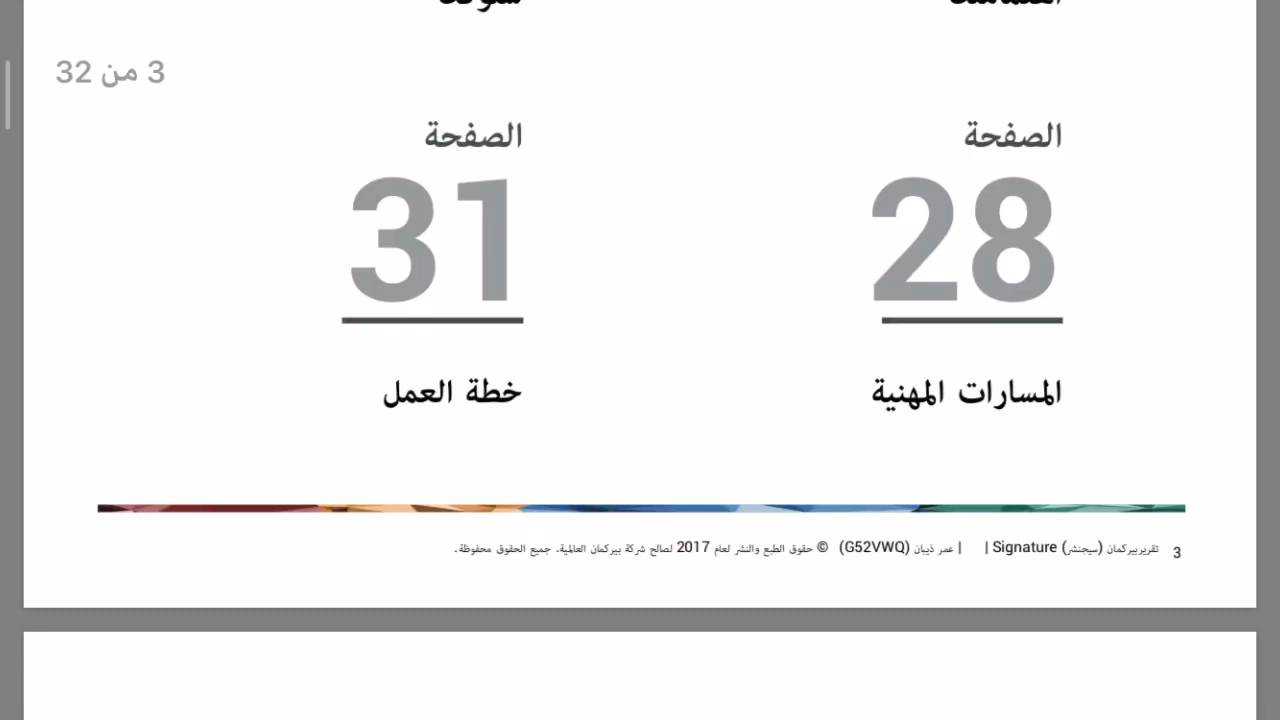 3 من 32
الصفحة
28
المسارات المهنية
الصفحة
31
خطة العمل
3 تقريربيركمان (سيجنشر) Signature | | عمر ذيبان (G52VWQ) © حقوق الطبع والنشر لعام 2017 لصالح شركة بيركمان العالمية. جميع الحقوق محفوظة.